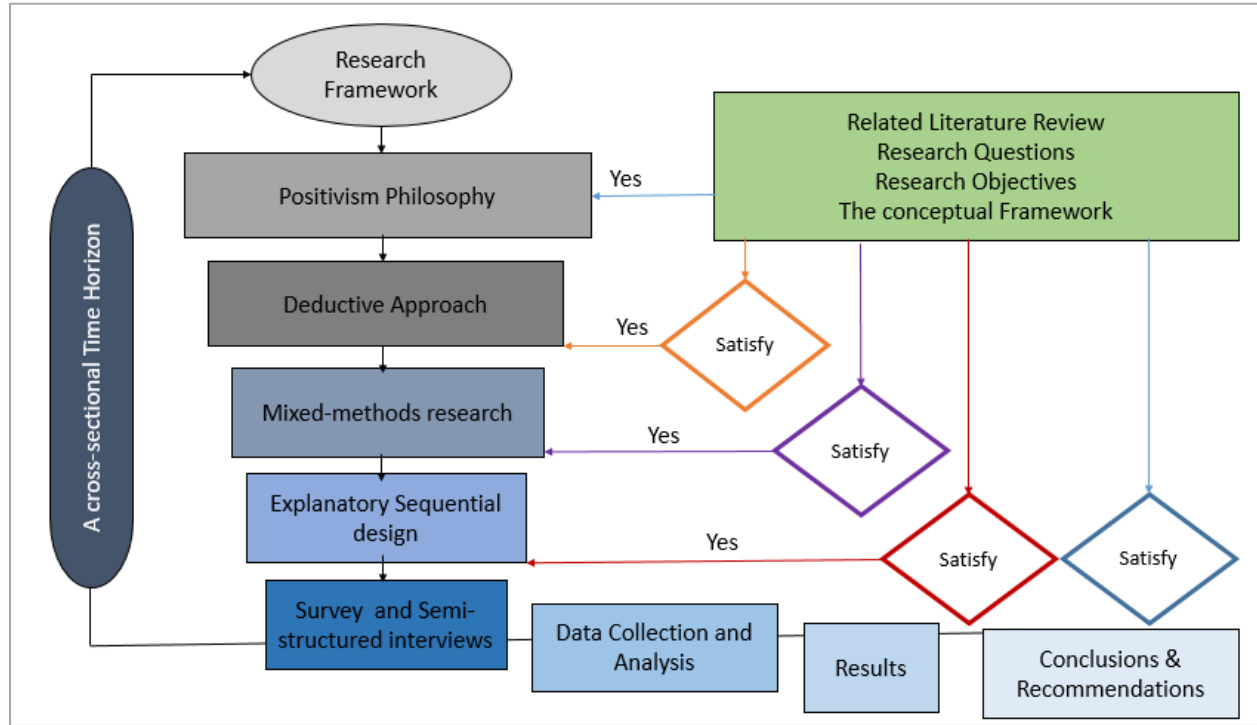 Research
Framework
Related Literature Review
Research Questions
Research Objectives
The conceptual Framework
Yes
Positivism Philosophy
Deductive Approach
Yes
Satisfy
Mixed-methods research
Yes
Satisfy
Explanatory Sequential
design
Yes
Satisfy
Satisfy
A cross-sectional Time Horizon
Survey and Semi-
structured interviews
Data Collection and
Analysis
Results
Conclusions &
Recommendations